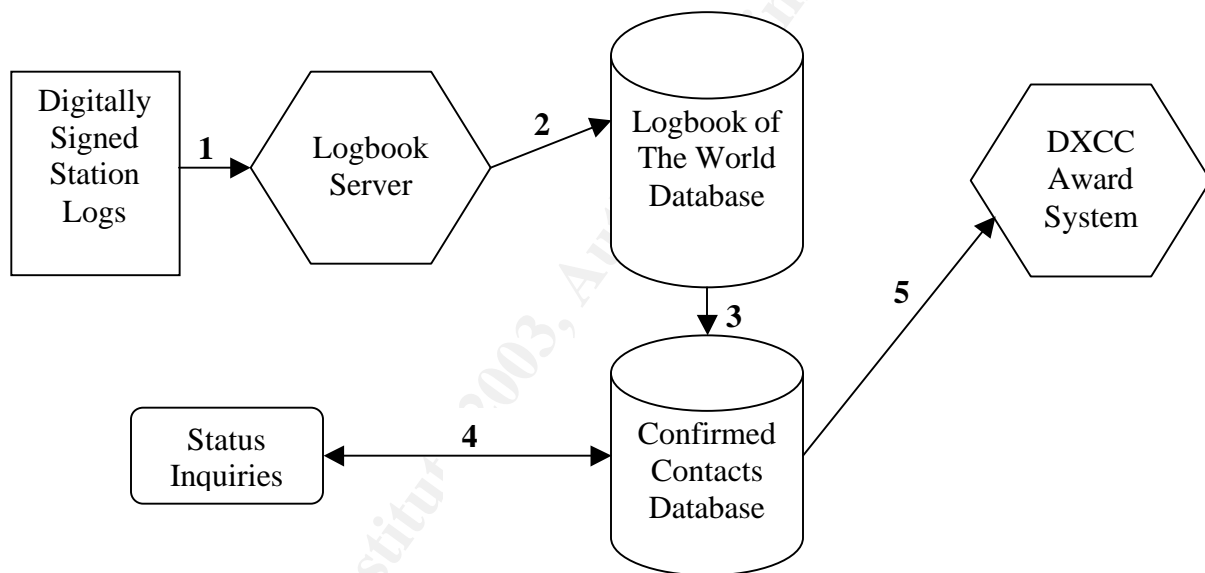 Digitally
Signed
Station
Logs
1
Logbook
Server
2
Logbook of
The World
Database
3
DXCC
Award
System
5
Status
Inquiries
4
Confirmed
Contacts
Database
2003,